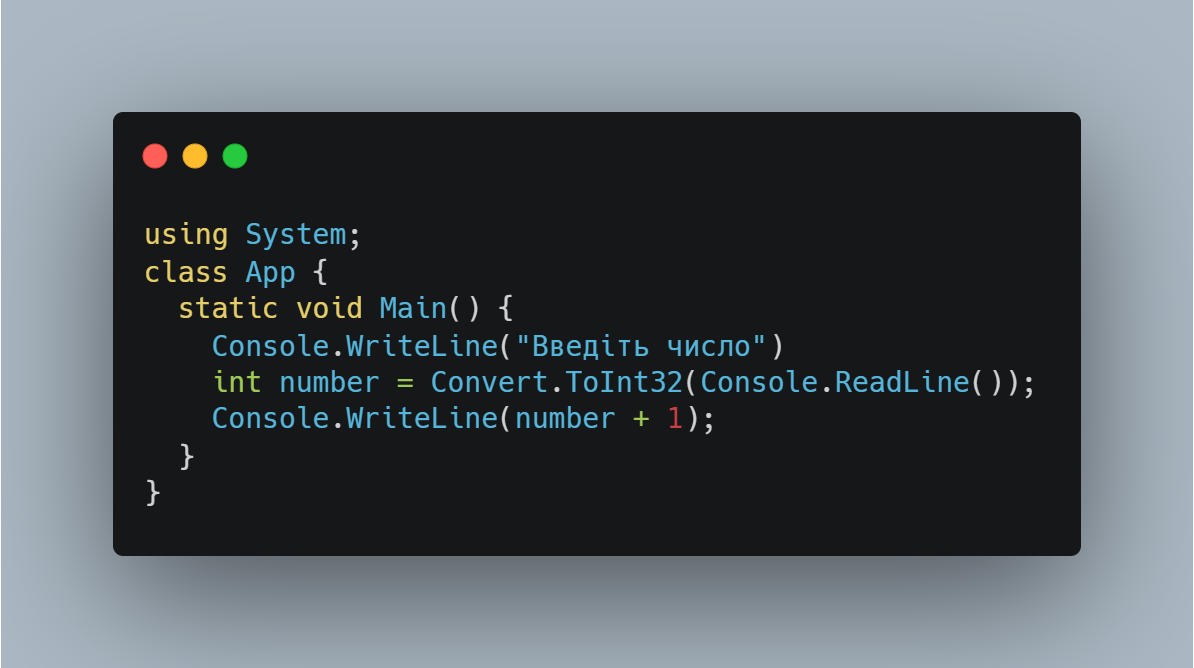 using System;
class App {
  static void Main() {
    Console.WriteLine("Введіть число")
    int number = Convert.ToInt32(Console.ReadLine());
    Console.WriteLine(number + 1);
  }
}